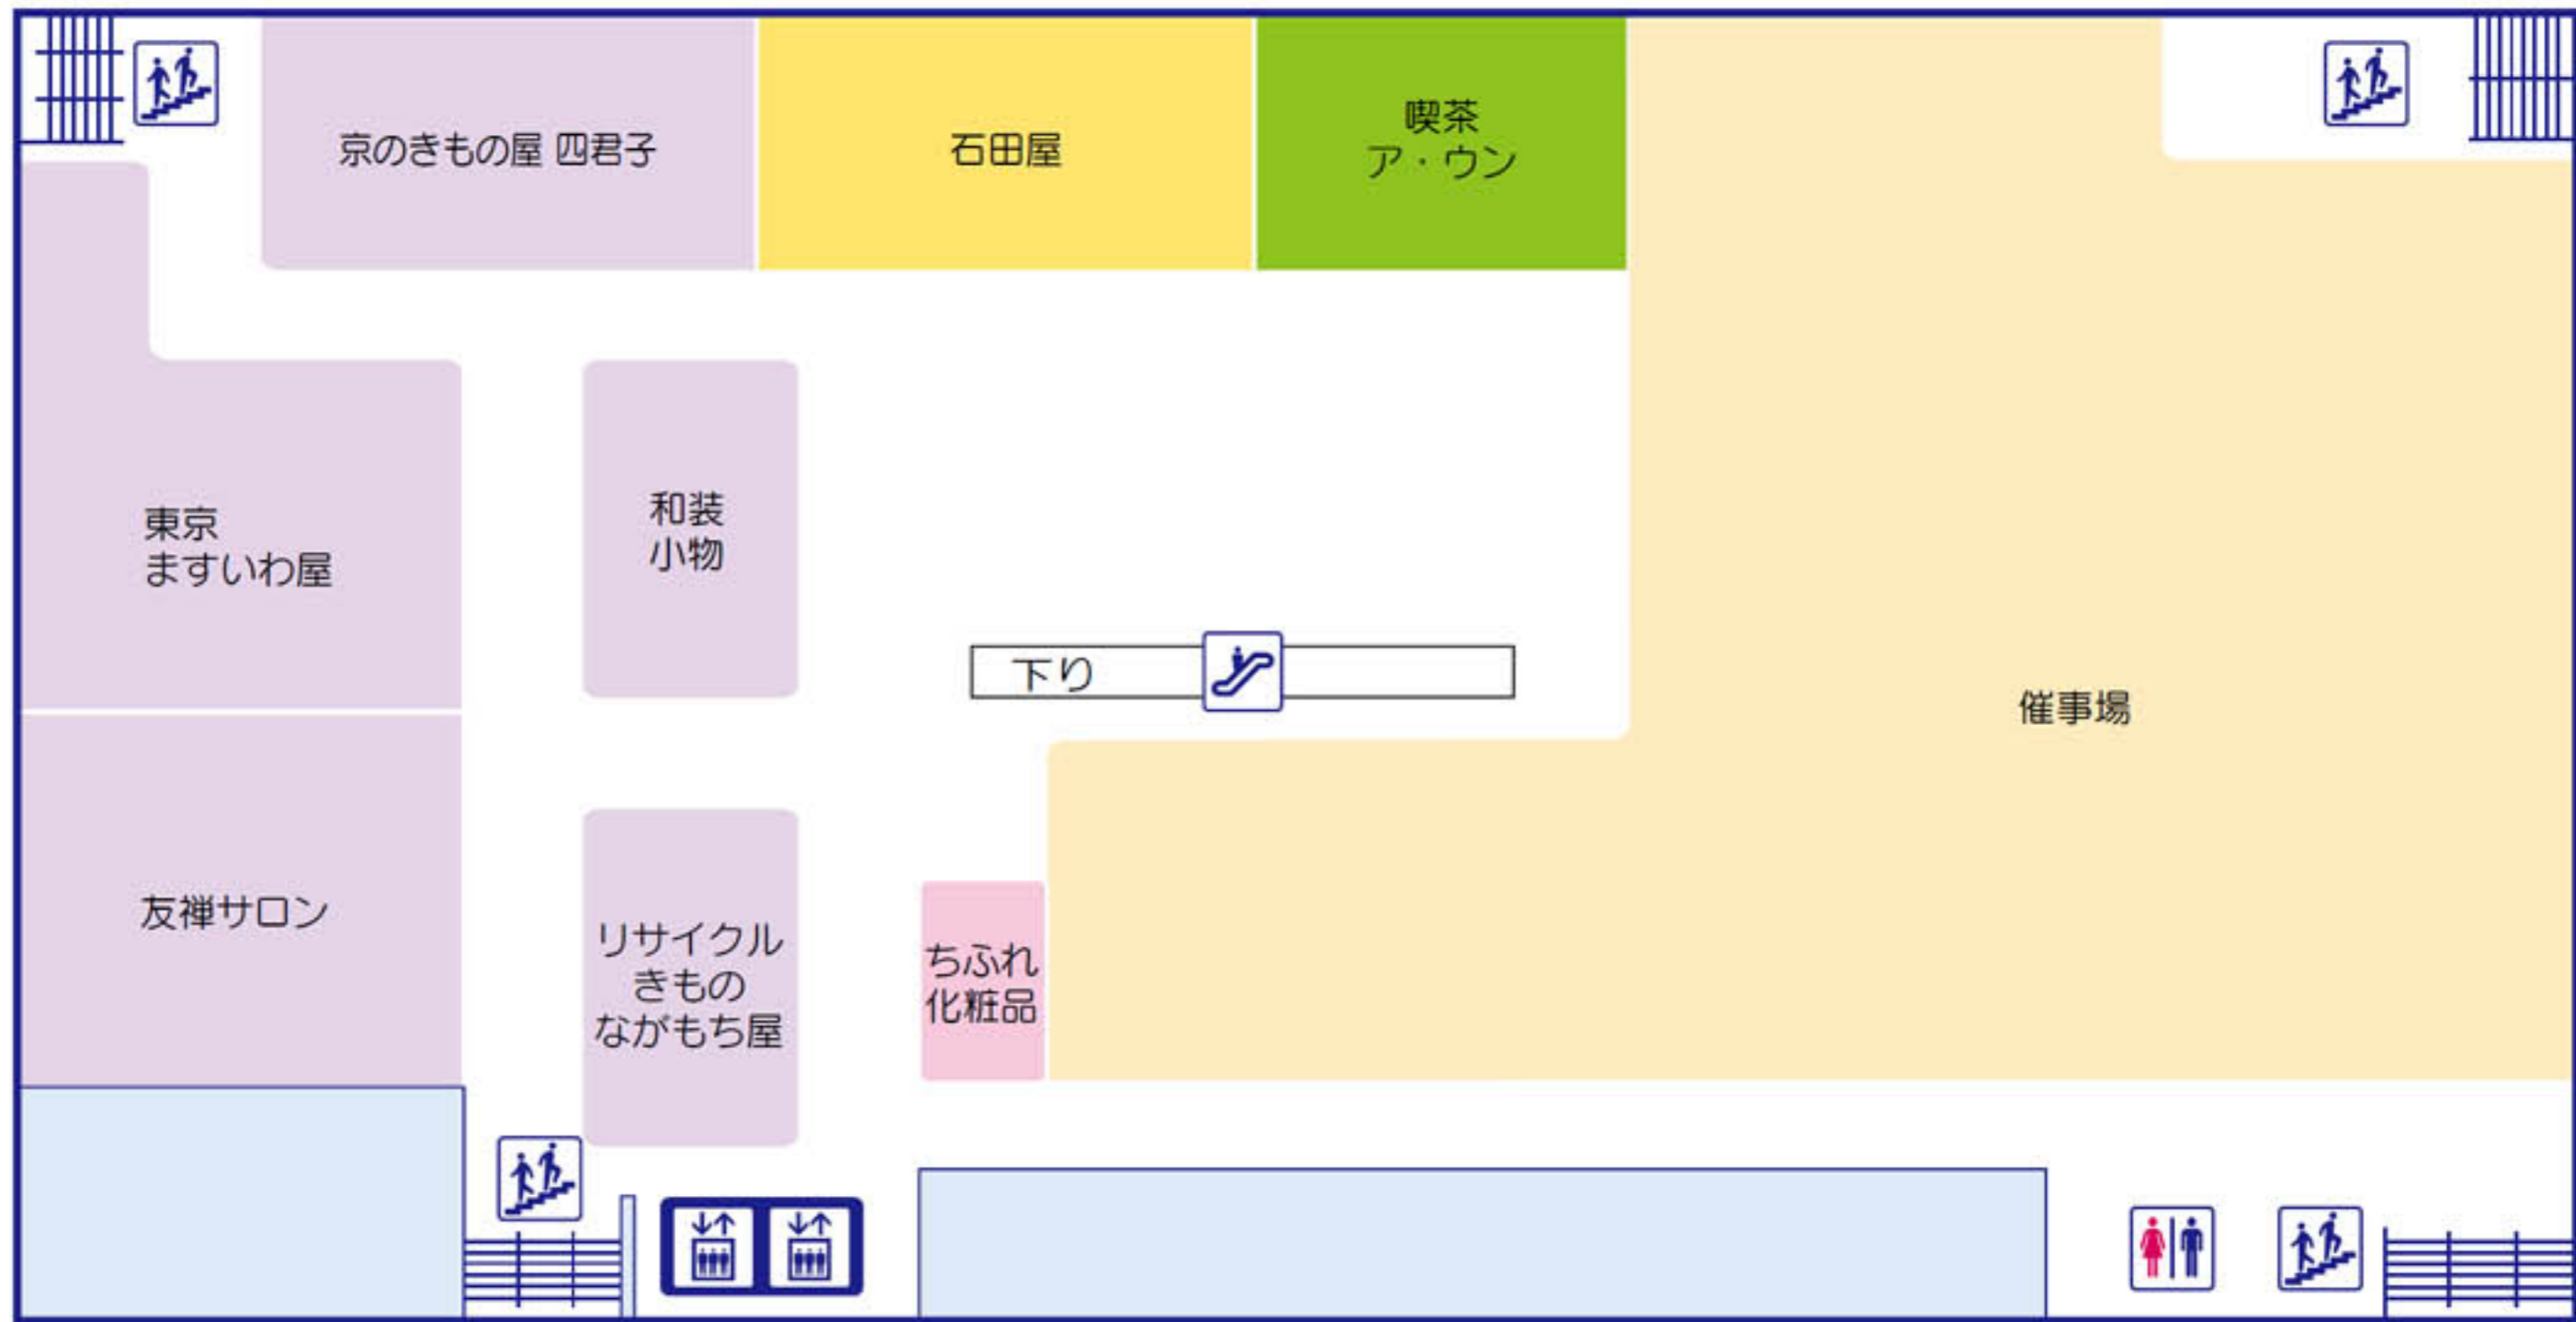 京のきもの屋 四君子
石田屋
喫茶
ア・ウン
東京
ますいわ屋
和装
小物
下り
催事場
友禅サロン
リサイクル
きもの
ながもち屋
ちふれ
化粧品